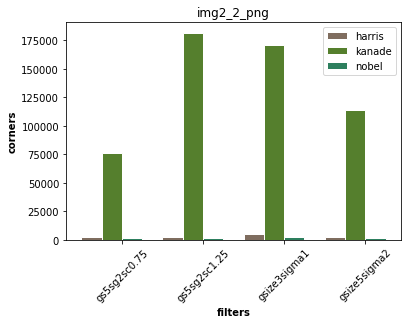 img2_2_png
harris
kanade
nobel
175000
150000
125000
100000
75000
50000
25000
0
corners
gs5sg2sc0.75
gs5sg2sc1.25
gsize3sigma1
gsize5sigma2
filters